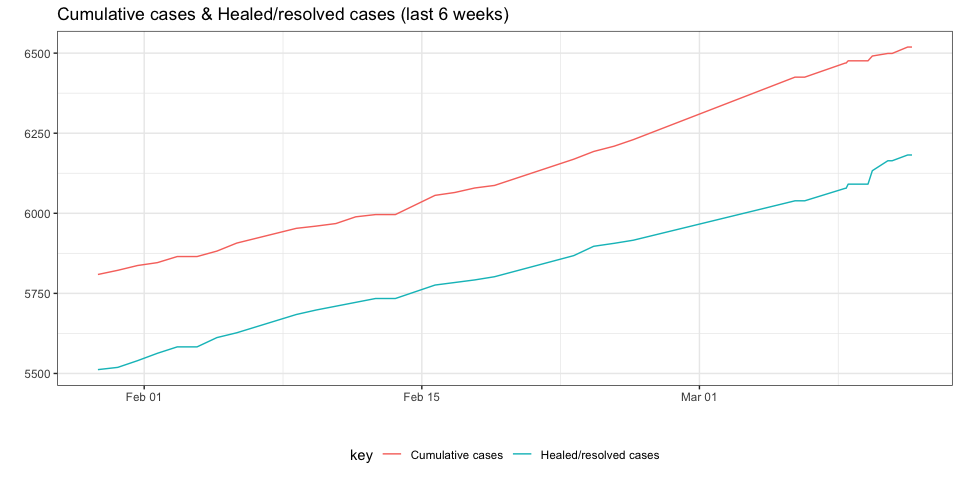 Cumulative cases & Healed/resolved cases (last 6 weeks)
6500
6250
6000
5750
5500
Feb 01 Feb 15 Mar 01
key Cumulative cases Healed/resolved cases